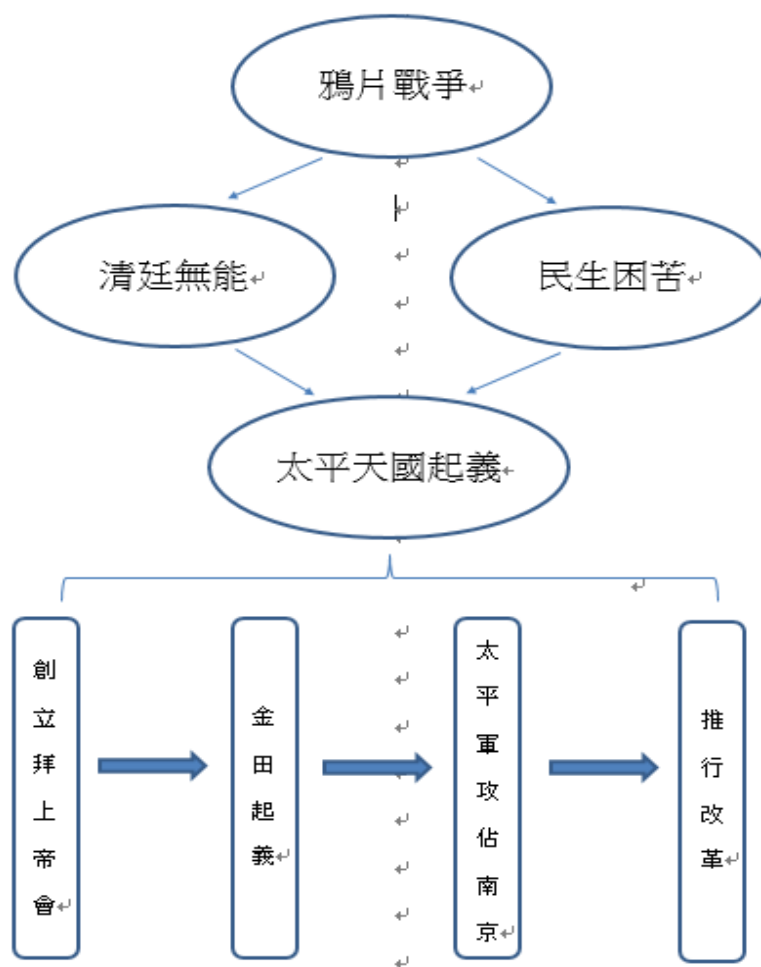 鴉片戰爭
清廷無能
民生困苦
太平天國起義
創立拜上帝會
金田起義
太平軍攻佔南京
推行改革